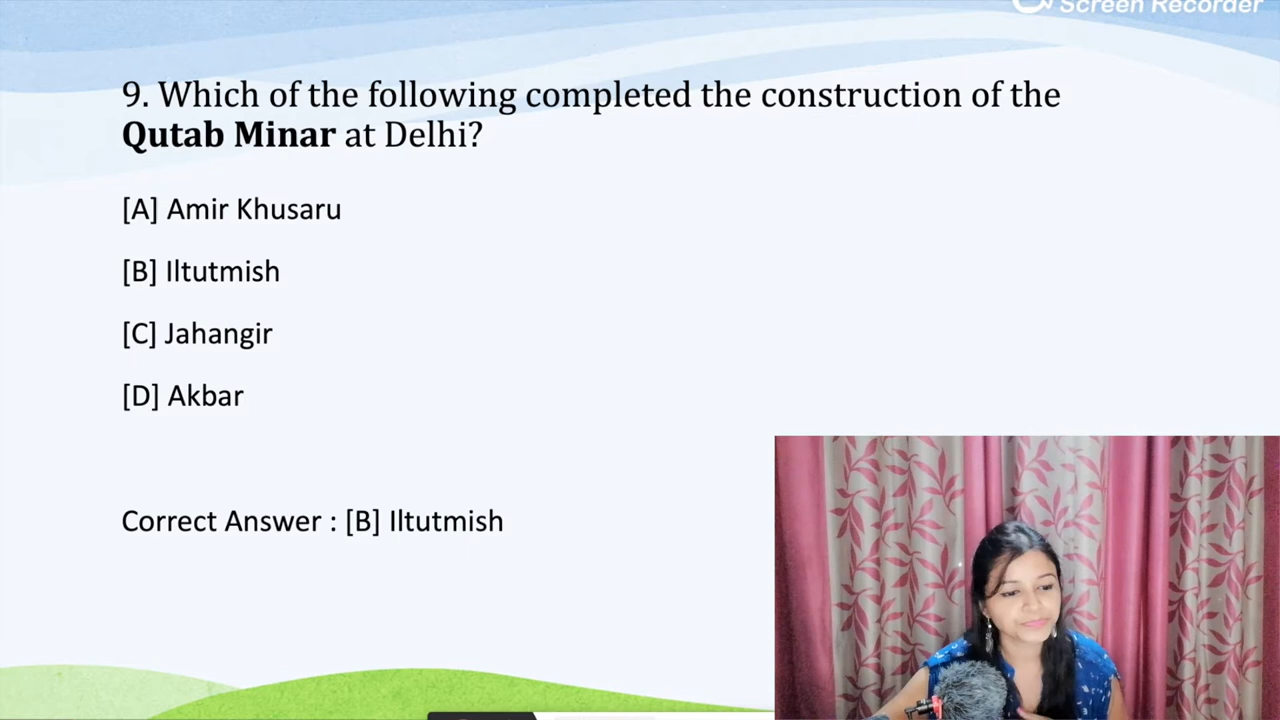 Screen Recorder
9. Which of the following completed the construction of the
Qutab Minar at Delhi?
[A] Amir Khusaru
[B] Iltutmish
[C] Jahangir
[D] Akbar
Correct Answer : [B] Iltutmish